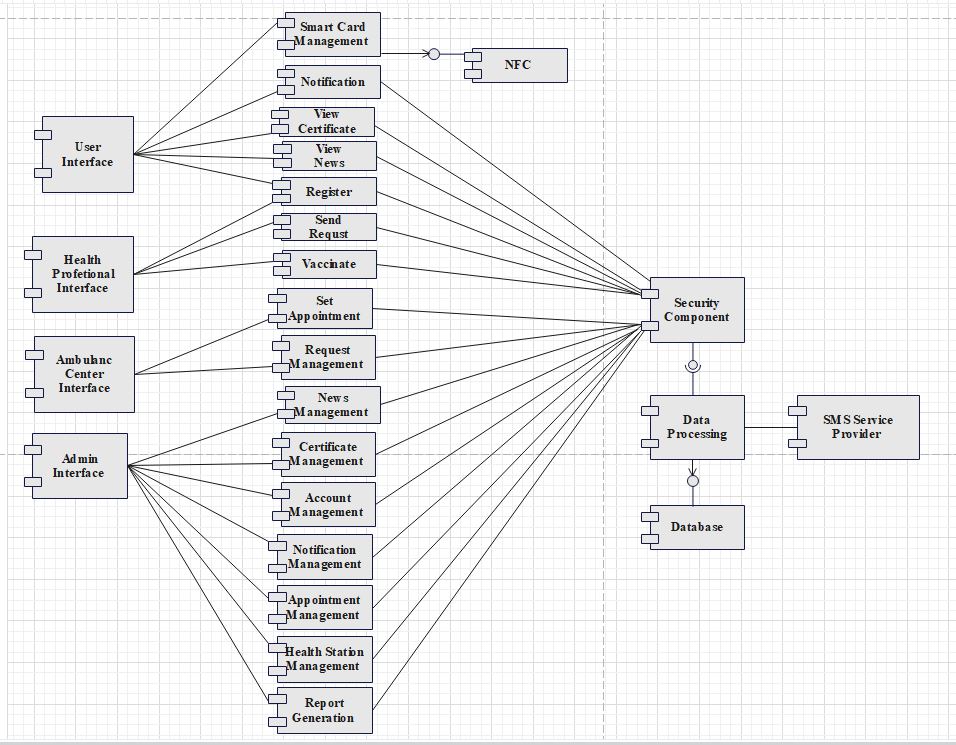 Smart Card
Management
NFC
Notification
View
Certificate
User
Interface
View
News
Register
Send
Requst
Health
Profetional
Interface
Vaccinate
Set
Appointment
Security
Component
Ambulanc
Center
Interface
Request
Management
News
Management
Data
Processing
SMS Service
Provider
Admin
Interface
Certificate
Management
Account
Management
Database
Notification
Management
Appointment
Management
Health Station
Management
Report
Generation